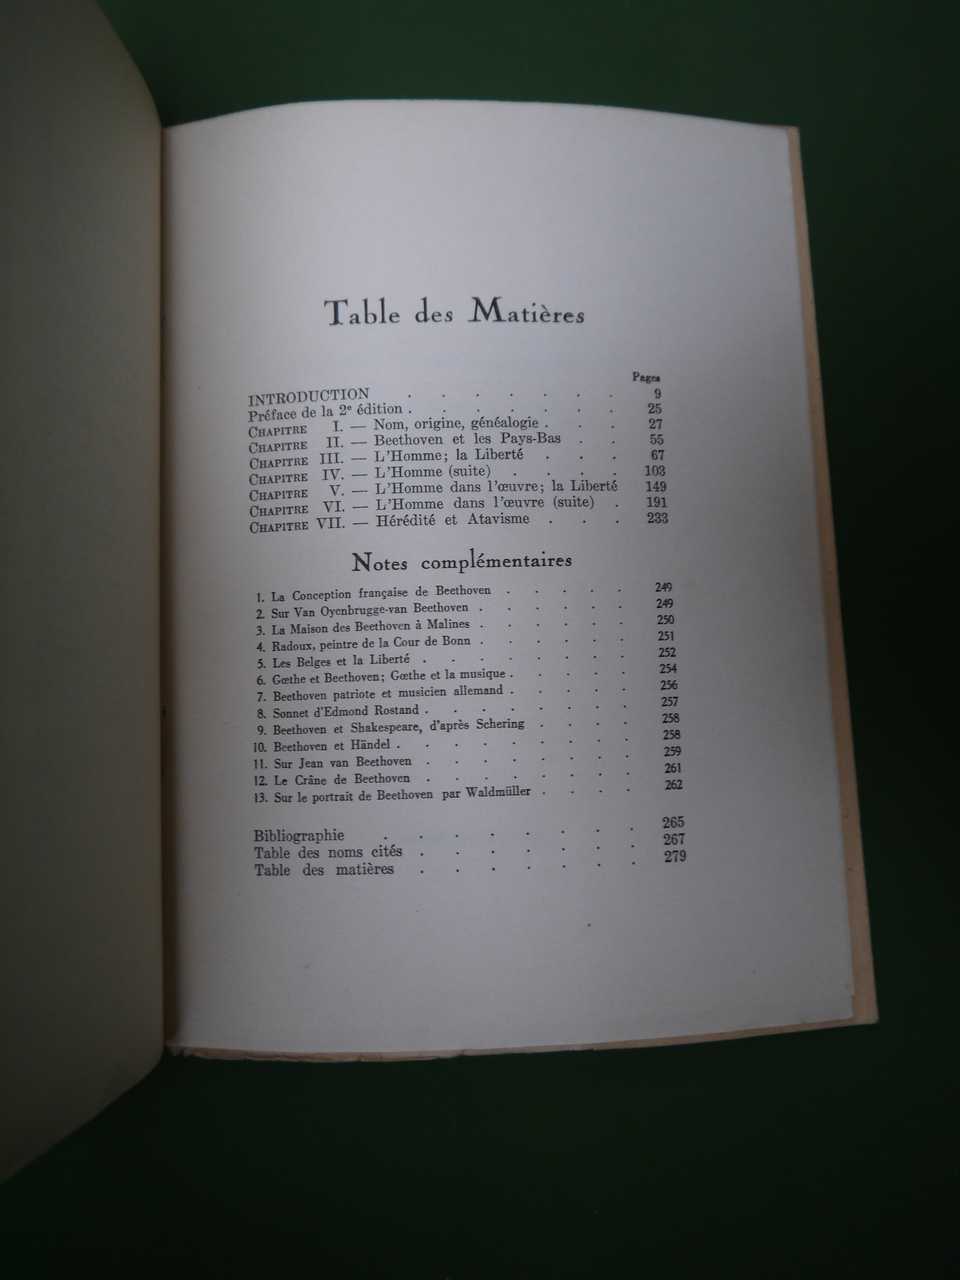 Table des Matières
Pages
INTRODUCTION . . . . . . 9
Préface de la 2e édition . . . . . . . 25
CHAPITRE I. — Nom, origine, généalogie . . . 27
CHAPITRE II. — Beethoven et les Pays-Bas . . 55
CHAPITRE III. — L'Homme; la Liberté . . . 67
CHAPITRE IV. — L'Homme (suite) . . . . 103
CHAPITRE V. — L'Homme dans l'œuvre; la Liberté 149
CHAPITRE VI. — L'Homme dans l'œuvre (suite) . 191
CHAPITRE VII. — Hérédité et Atavisme . . . 233
Notes complémentaires
1. La Conception française de Beethoven . . . . . 249
2. Sur Van Oyenbrugge-van Beethoven . . . . . . 249
3. La Maison des Beethoven à Malines . . . . . . 250
4. Radoux, peintre de la Cour de Bonn . . . . . . 251
5. Les Belges et la Liberté . . . . . . . . 252
6. Gœthe et Beethoven; Gœthe et la musique . . . . . 254
7. Beethoven patriote et musicien allemand . . . . . 256
8. Sonnet d'Edmond Rostand . . . . . . . . 257
9. Beethoven et Shakespeare, d'après Schering . . . . 258
10. Beethoven et Händel . . . . . . . . . 258
11. Sur Jean van Beethoven . . . . . . . . 259
12. Le Crâne de Beethoven . . . . . . . . 261
13. Sur le portrait de Beethoven par Waldmüller . . . . 262
Bibliographie . . . . . . . . 265
Table des noms cités . . . . . . . 267
Table des matières . . . . . . . 279